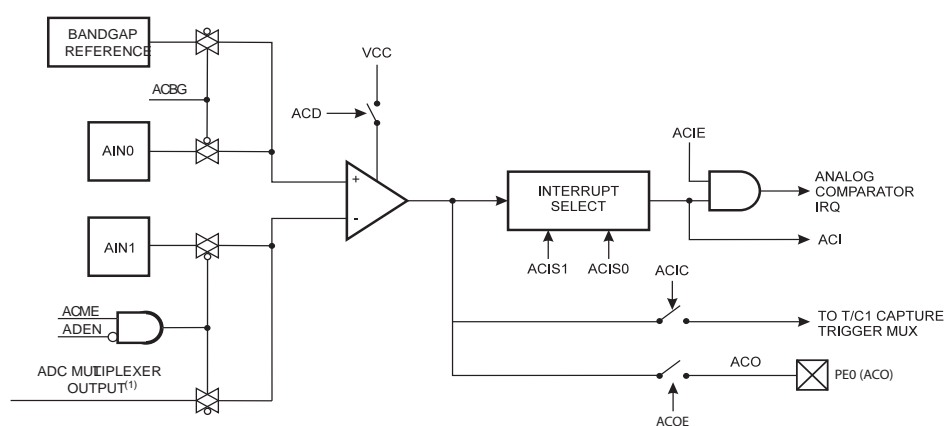 BANDGAP
REFERENCE
VCC
ACBG
ACD
AIN0
ACIE
+
-
INTERRUPT
SELECT
ANALOG
COMPARATOR
IRQ
AIN1
ACI
ACIS1
ACIS0
ACIC
ACME
ADEN
TO T/C1 CAPTURE
TRIGGER MUX
ADC MULTIPLEXER
OUTPUT(1)
ACO
PE0 (ACO)
ACOE